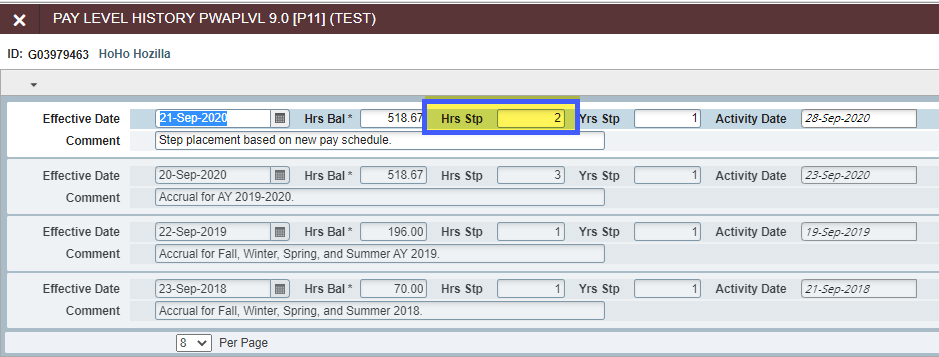 PAY LEVEL HISTORY PWAPLVL 9.0 [P11] (TEST)
ID: G03979463 HoHo Hozilla
Effective Date 21-Sep-2020 Hrs Bal * 518.67 Hrs Stp 2 Yrs Stp 1 Activity Date 28-Sep-2020
Comment Step placement based on new pay schedule.
Effective Date 20-Sep-2020 Hrs Bal * 518.67 Hrs Stp 3 Yrs Stp 1 Activity Date 23-Sep-2020
Comment Accrual for AY 2019-2020.
Effective Date 22-Sep-2019 Hrs Bal * 196.00 Hrs Stp 1 Yrs Stp 1 Activity Date 19-Sep-2019
Comment Accrual for Fall, Winter, Spring, and Summer AY 2019.
Effective Date 23-Sep-2018 Hrs Bal * 70.00 Hrs Stp 1 Yrs Stp 1 Activity Date 21-Sep-2018
Comment Accrual for Fall, Winter, Spring, and Summer 2018.
8 Per Page